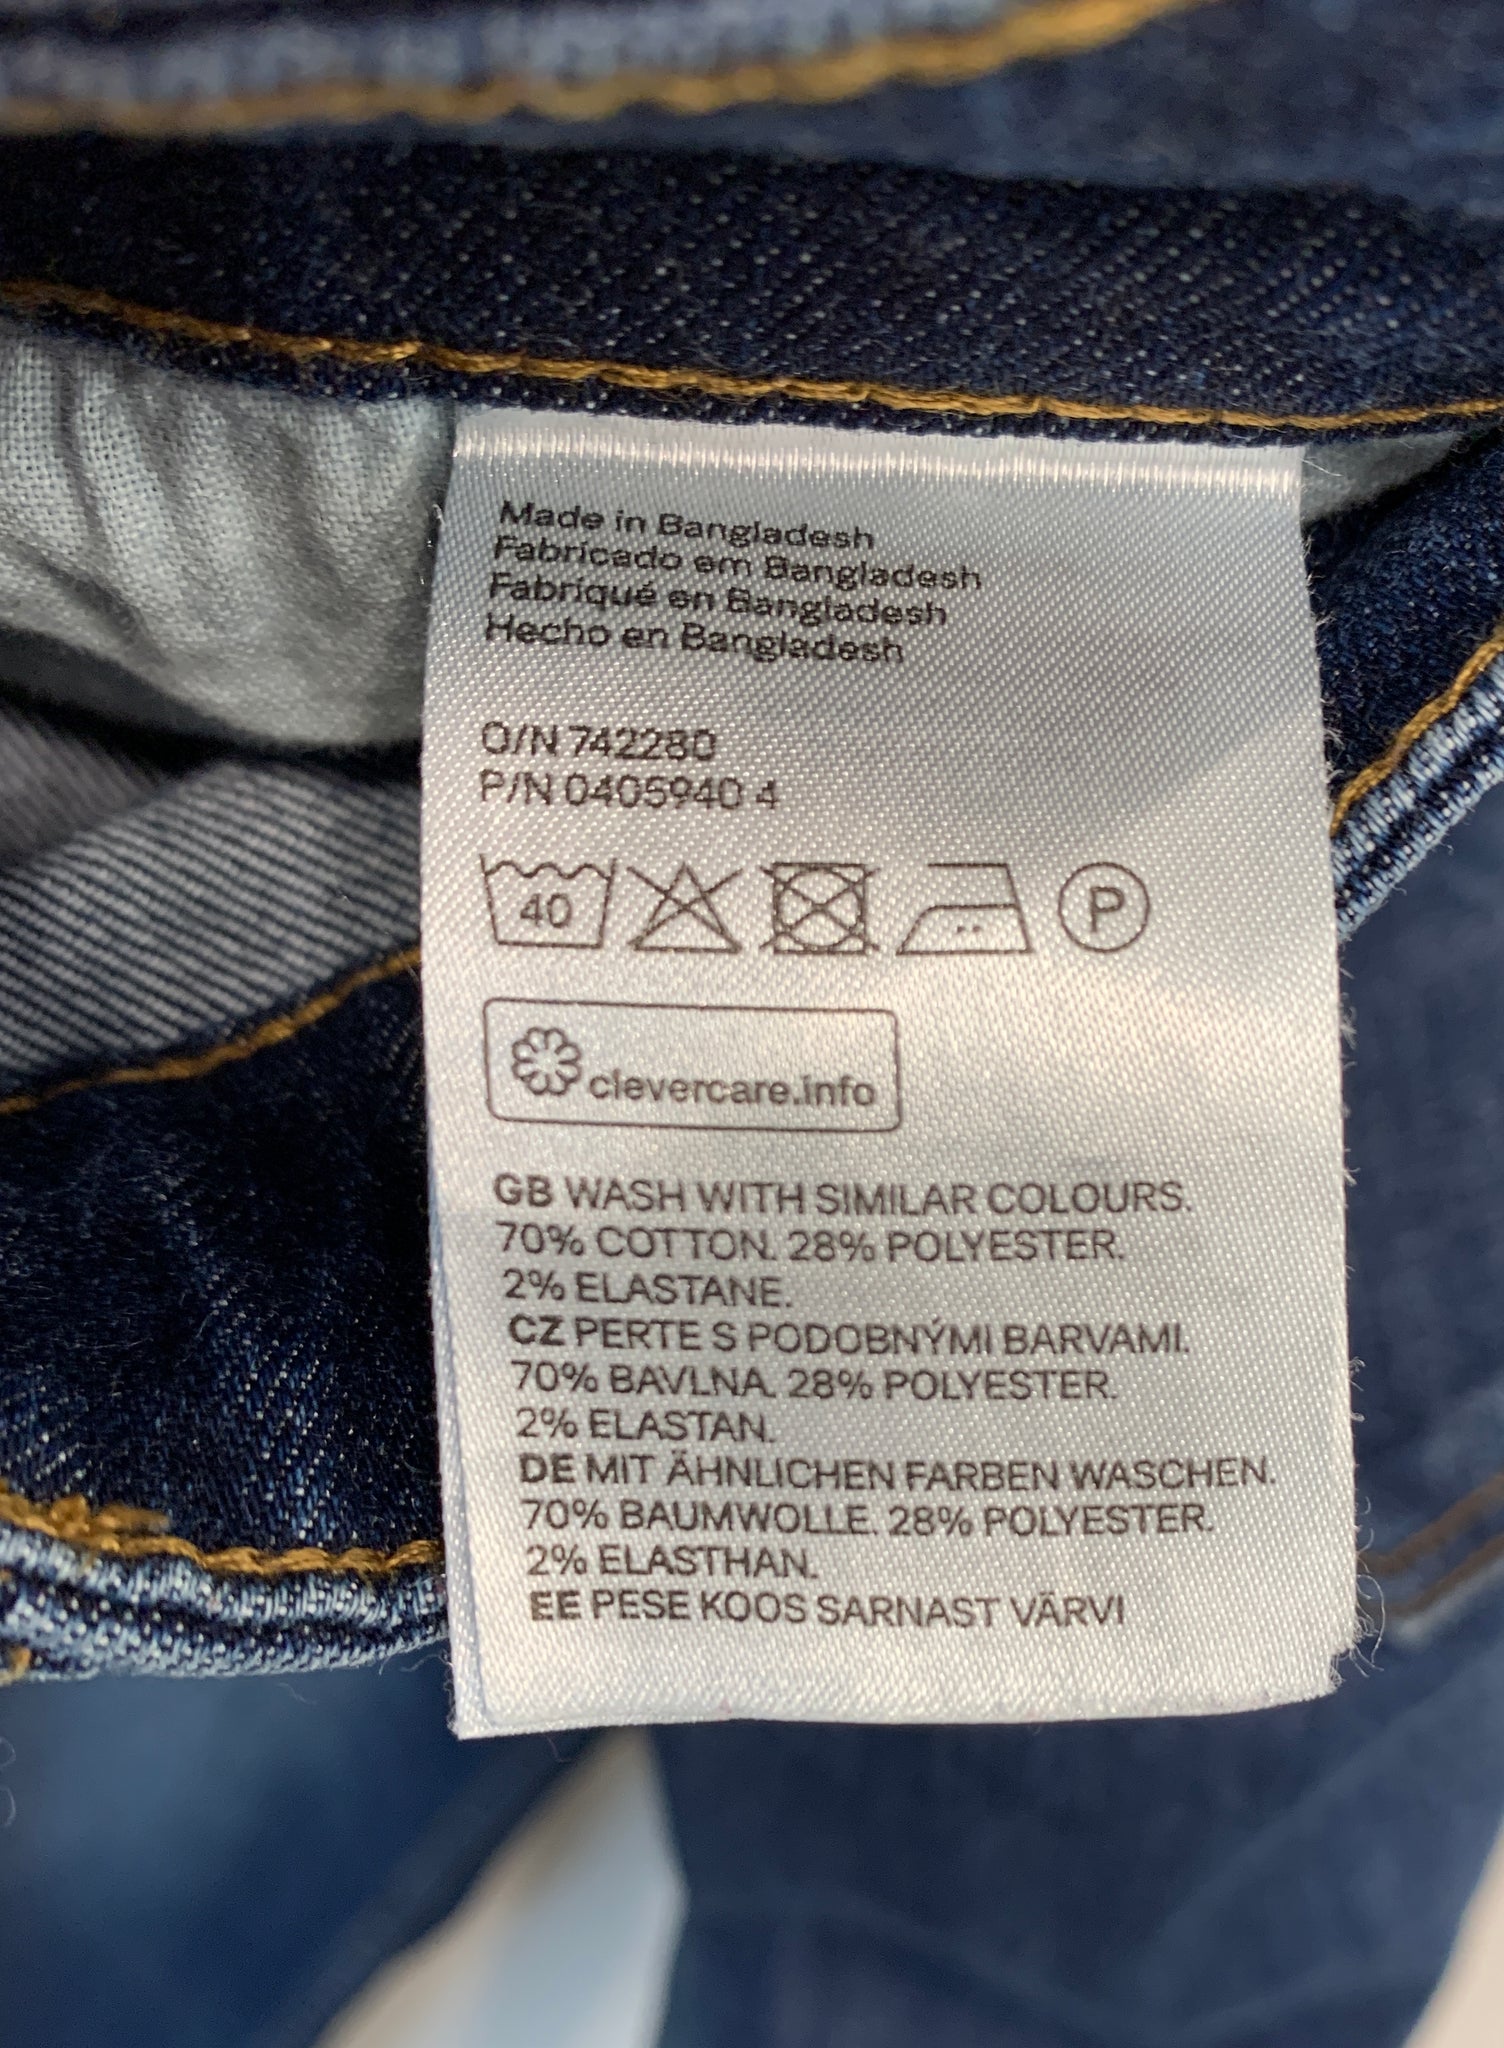 Made in Bangladesh
Fabricado em Bangladesh
Fabriqué en Bangladesh
Hecho en Bangladesh
O/N 742280
P/N 0405940 4
40 P
clevercare.info
GB WASH WITH SIMILAR COLOURS.
70% COTTON. 28% POLYESTER.
2% ELASTANE.
CZ PERTE S PODOBNÝMI BARVAMI.
70% BAVLNA. 28% POLYESTER.
2% ELASTAN.
DE MIT ÄHNLICHEN FARBEN WASCHEN.
70% BAUMWOLLE. 28% POLYESTER.
2% ELASTHAN.
EE PESE KOOS SARNAST VÄRVI